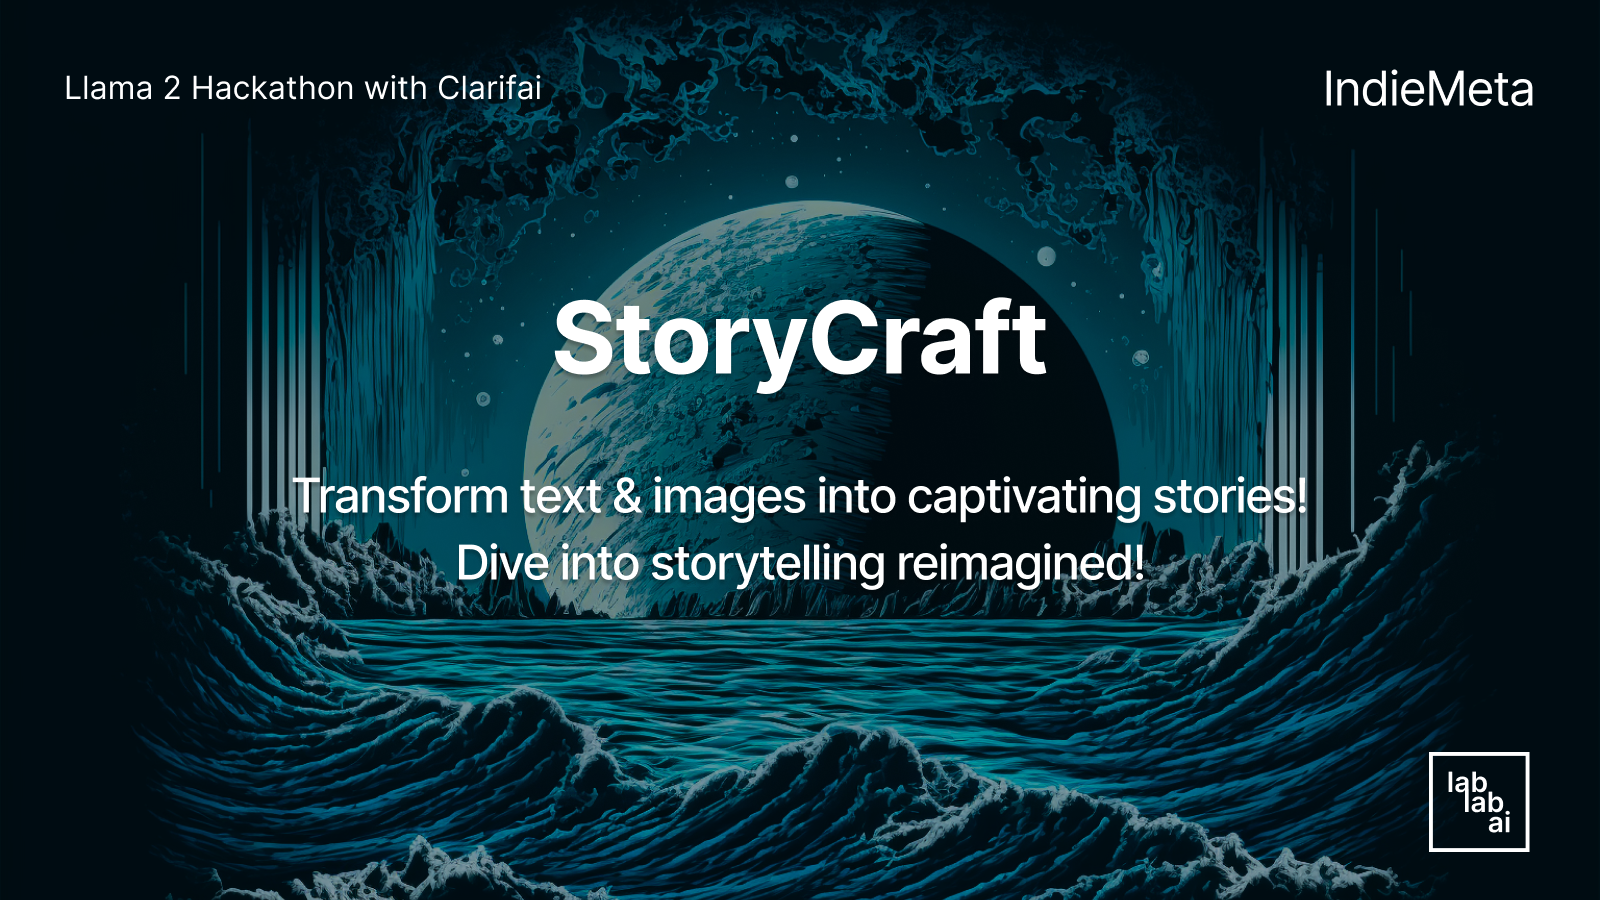 Llama 2 Hackathon with Clarifai
IndieMeta
StoryCraft
Transform text & images into captivating stories!
Dive into storytelling reimagined!
lab
lab
ai